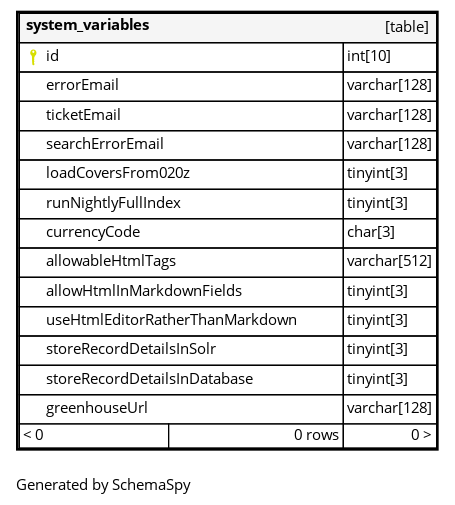 system_variables [table]
id int[10]
errorEmail varchar[128]
ticketEmail varchar[128]
searchErrorEmail varchar[128]
loadCoversFrom020z tinyint[3]
runNightlyFullIndex tinyint[3]
currencyCode char[3]
allowableHtmlTags varchar[512]
allowHtmlInMarkdownFields tinyint[3]
useHtmlEditorRatherThanMarkdown tinyint[3]
storeRecordDetailsInSolr tinyint[3]
storeRecordDetailsInDatabase tinyint[3]
greenhouseUrl varchar[128]
< 0 0 rows 0 >
Generated by SchemaSpy